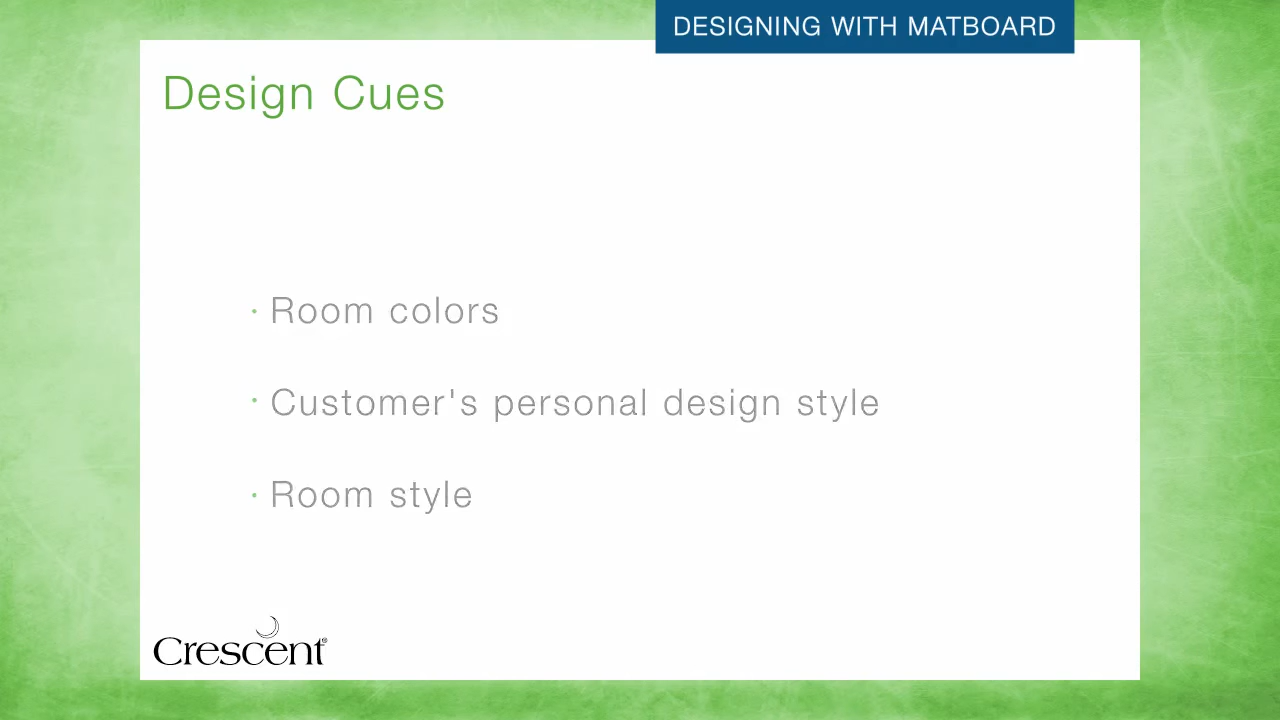 DESIGNING WITH MATBOARD
Design Cues
· Room colors
· Customer's personal design style
· Room style
Crescent®